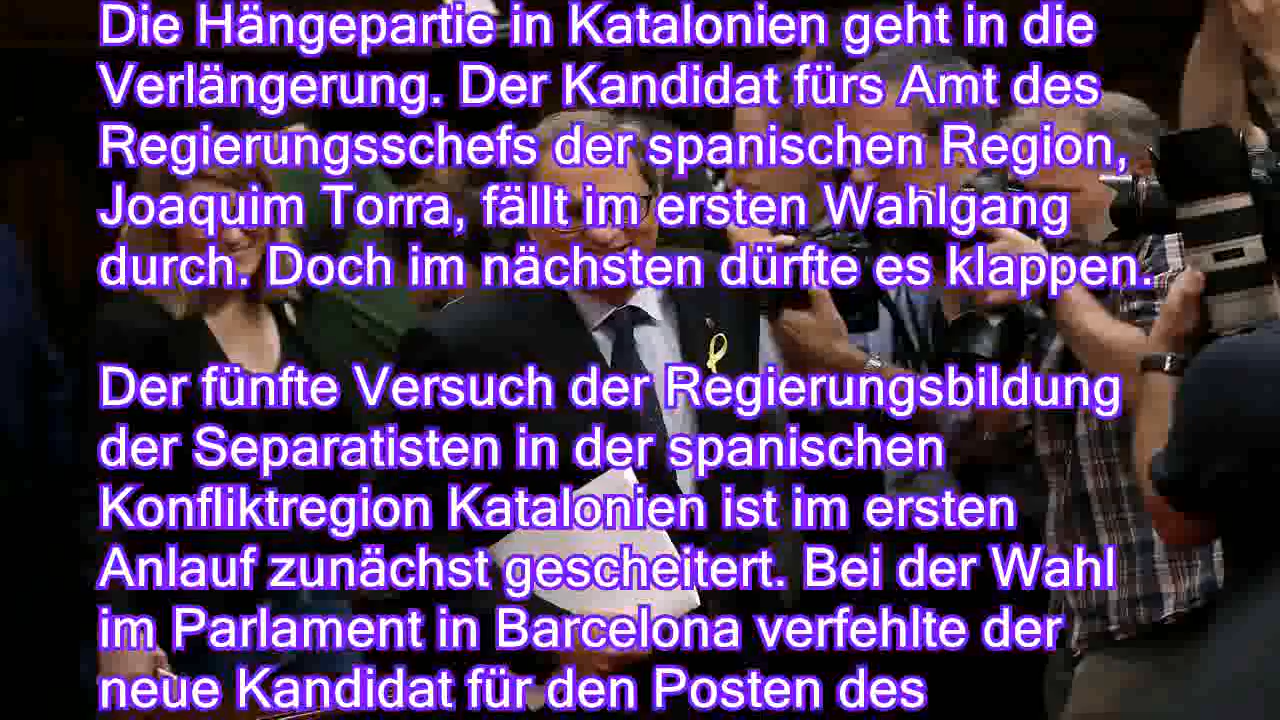 Die Hängepartie in Katalonien geht in die
Verlängerung. Der Kandidat fürs Amt des
Regierungsschefs der spanischen Region,
Joaquim Torra, fällt im ersten Wahlgang
durch. Doch im nächsten dürfte es klappen.
Der fünfte Versuch der Regierungsbildung
der Separatisten in der spanischen
Konfliktregion Katalonien ist im ersten
Anlauf zunächst gescheitert. Bei der Wahl
im Parlament in Barcelona verfehlte der
neue Kandidat für den Posten des